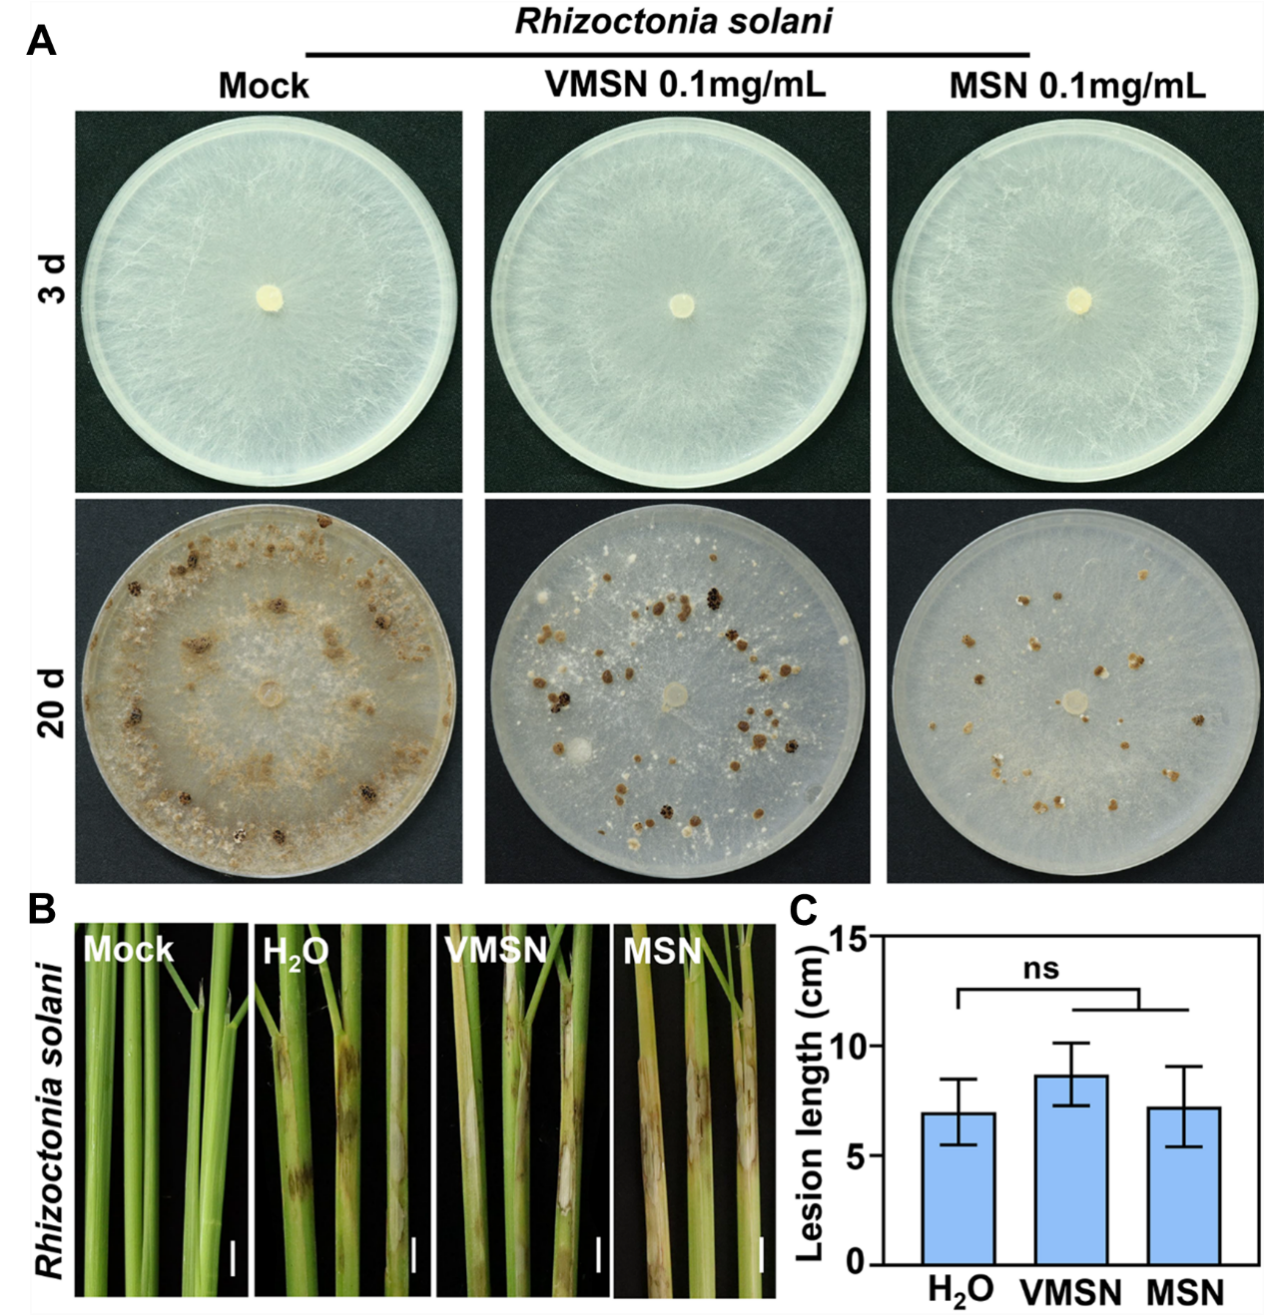 A
Rhizoctonia solani
Mock
VMSN 0.1mg/mL
MSN 0.1mg/mL
3 d
20 d
B
Rhizoctonia solani
Mock
H₂O
VMSN
MSN
C
Lesion length (cm)
15
10
5
0
ns
H₂O
VMSN
MSN